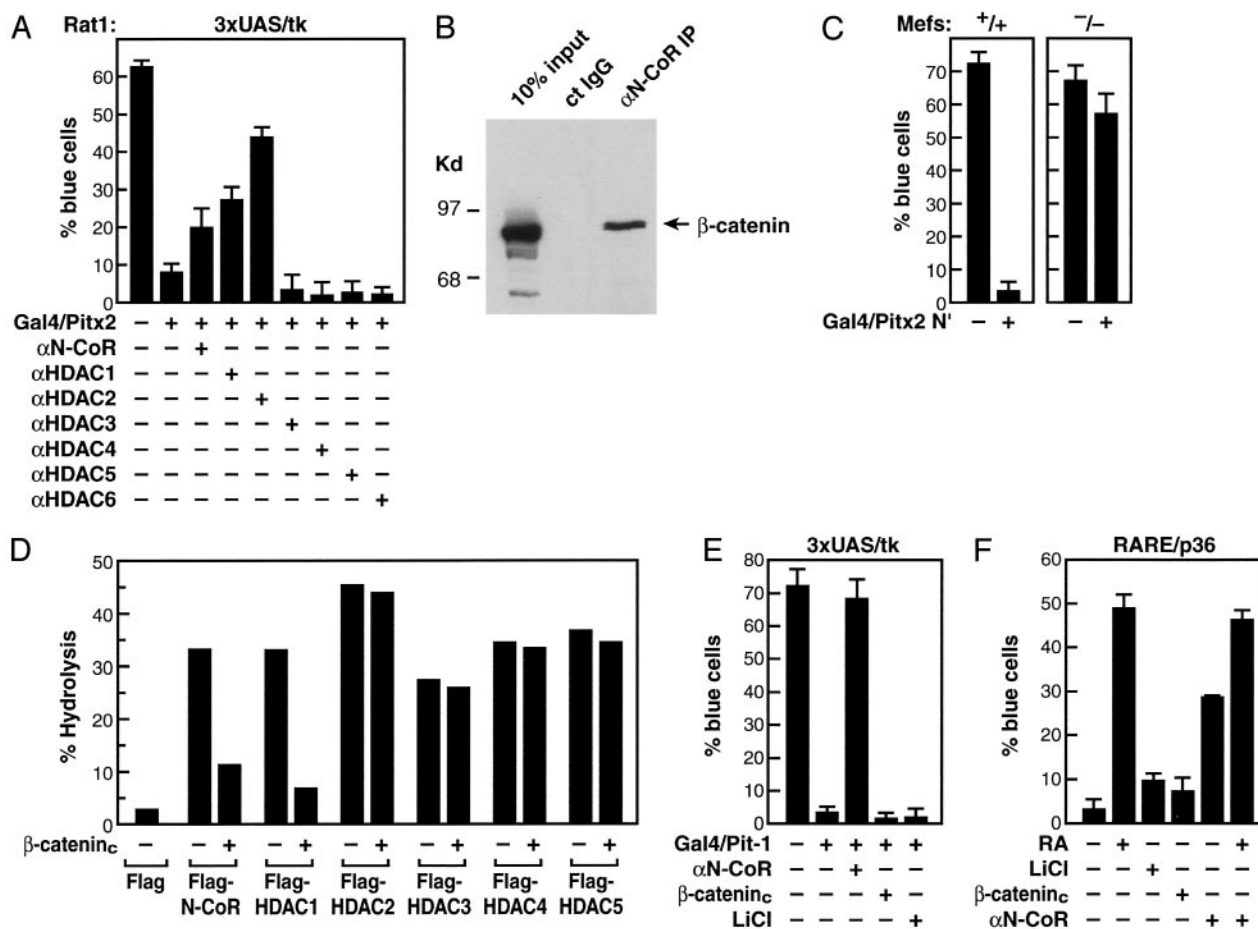 A
Rat1: 3xUAS/tk
% blue cells
60
50
40
30
20
10
0
Gal4/Pitx2 – + + + + + + + +
αN-CoR – – + – – – – – –
αHDAC1 – – – + – – – – –
αHDAC2 – – – – + – – – –
αHDAC3 – – – – – + – – –
αHDAC4 – – – – – – + – –
αHDAC5 – – – – – – – + –
αHDAC6 – – – – – – – – +
B
10% input
ct IgG
αN-CoR IP
Kd
97
68
β-catenin
C
Mefs: +/+ –/–
% blue cells
70
60
50
40
30
20
10
0
Gal4/Pitx2 N' – + – +
D
% Hydrolysis
50
40
30
20
10
0
β-cateninC – – + – + – + – + – + – +
Flag Flag-N-CoR Flag-HDAC1 Flag-HDAC2 Flag-HDAC3 Flag-HDAC4 Flag-HDAC5
E
3xUAS/tk
% blue cells
80
70
60
50
40
30
20
10
0
Gal4/Pit-1 – + + + +
αN-CoR – – + – –
β-cateninC – – – + –
LiCl – – – – +
F
RARE/p36
% blue cells
60
50
40
30
20
10
0
RA – + – – – +
LiCl – – + – – –
β-cateninC – – – + – –
αN-CoR – – – – + +